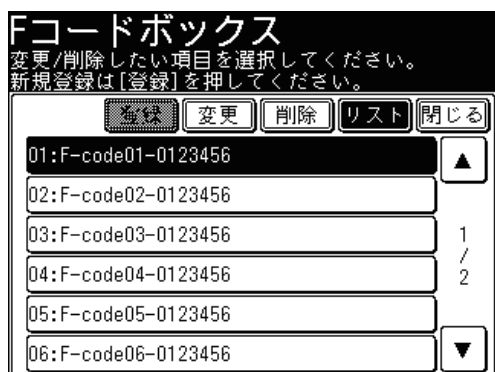 Fコードボックス
変更/削除したい項目を選択してください。
新規登録は[登録]を押してください。
登録 変更 削除 リスト 閉じる
01:F-code01-0123456
02:F-code02-0123456
03:F-code03-0123456
04:F-code04-0123456
05:F-code05-0123456
06:F-code06-0123456
1/2